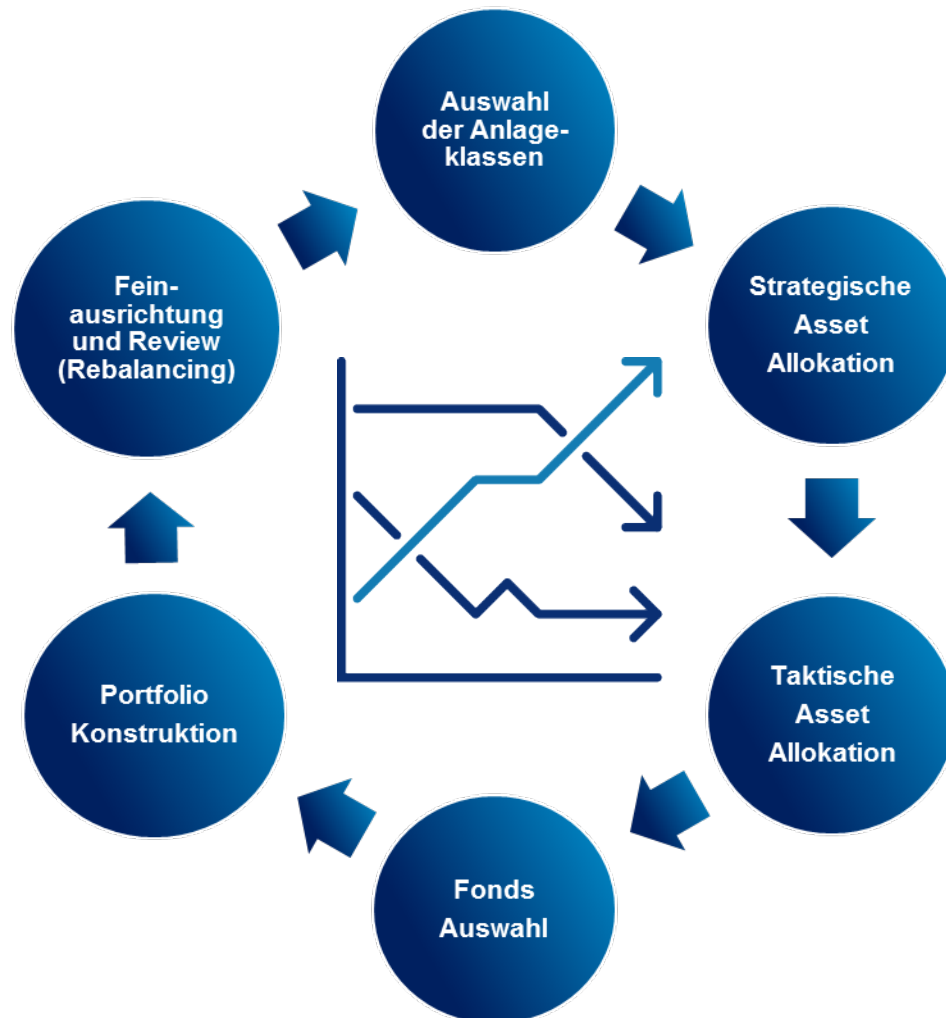 Auswahl
der Anlage-
klassen
Strategische
Asset
Allokation
Taktische
Asset
Allokation
Fonds
Auswahl
Portfolio
Konstruktion
Fein-
ausrichtung
und Review
(Rebalancing)